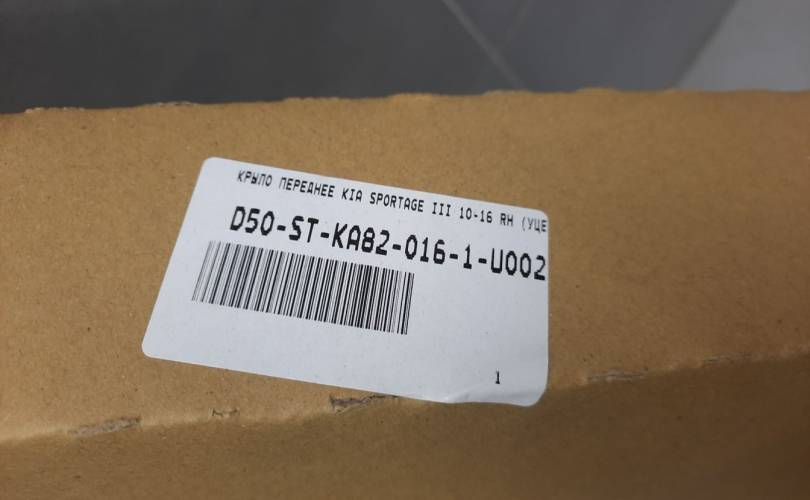 КРЫЛО ПЕРЕДНЕЕ KIA SPORTAGE III 10-16 RH (УЦЕ
D50-ST-KA82-016-1-U002
1